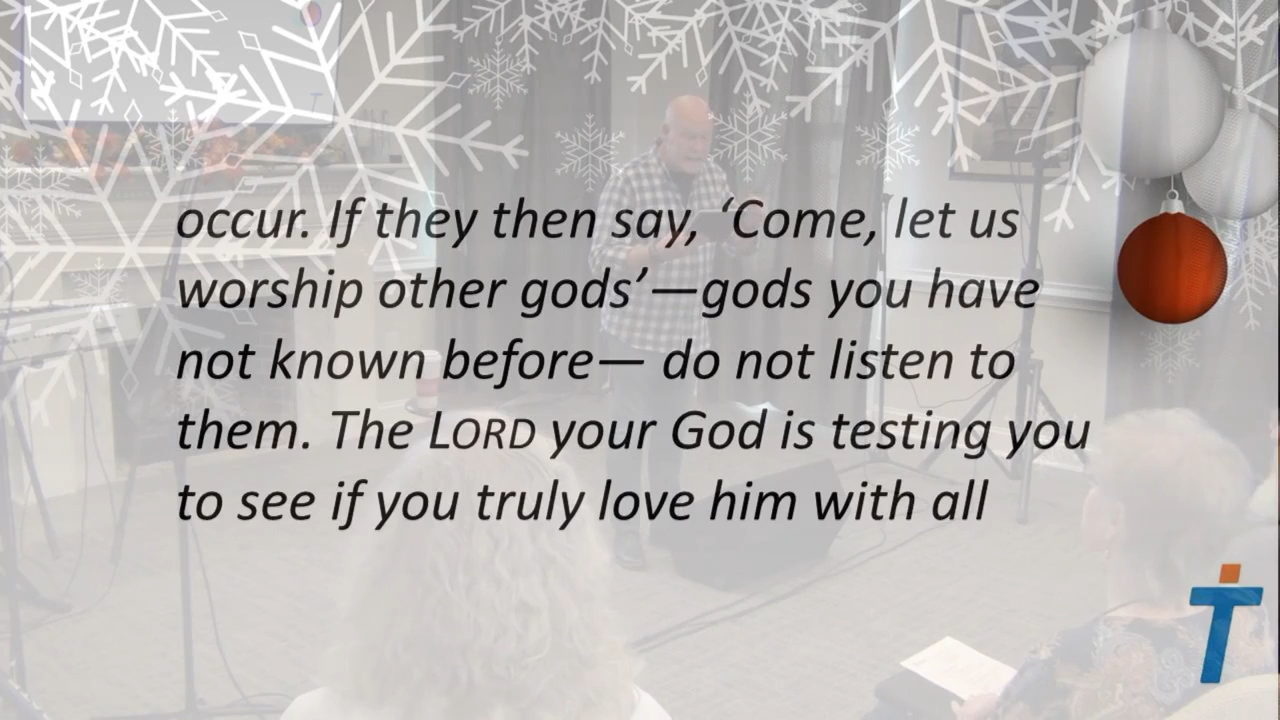 occur. If they then say, ‘Come, let us
worship other gods’—gods you have
not known before— do not listen to
them. The LORD your God is testing you
to see if you truly love him with all